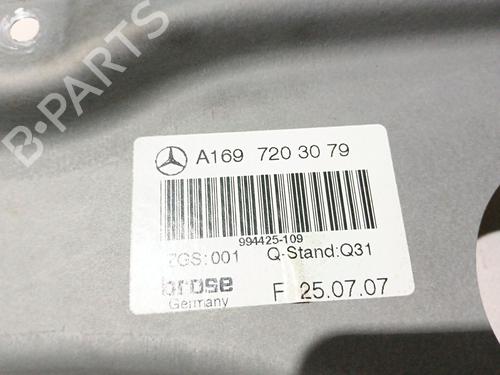 B-PARTS
A169 720 30 79
994425-109
ZGS:001 Q-Stand:Q31
brose
Germany F 25.07.07